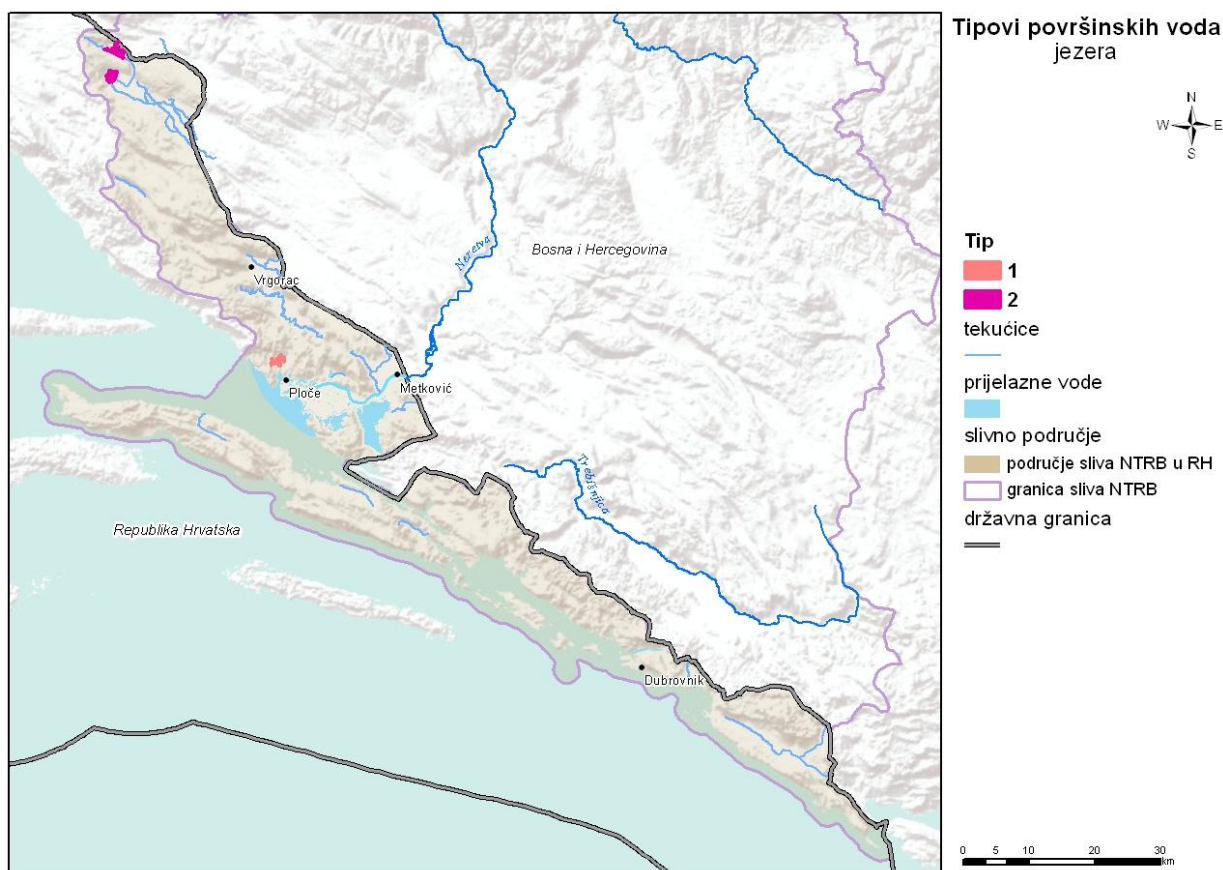 Tipovi površinskih voda
jezera
N
W E
S
Tip
1
2
tekućice
prijelazne vode
slivno područje
područje sliva NTRB u RH
granica sliva NTRB
državna granica
0 5 10 20 30
km
Neretva
Bosna i Hercegovina
Vrgorac
Metković
Ploče
Trebišnjica
Republika Hrvatska
Dubrovnik